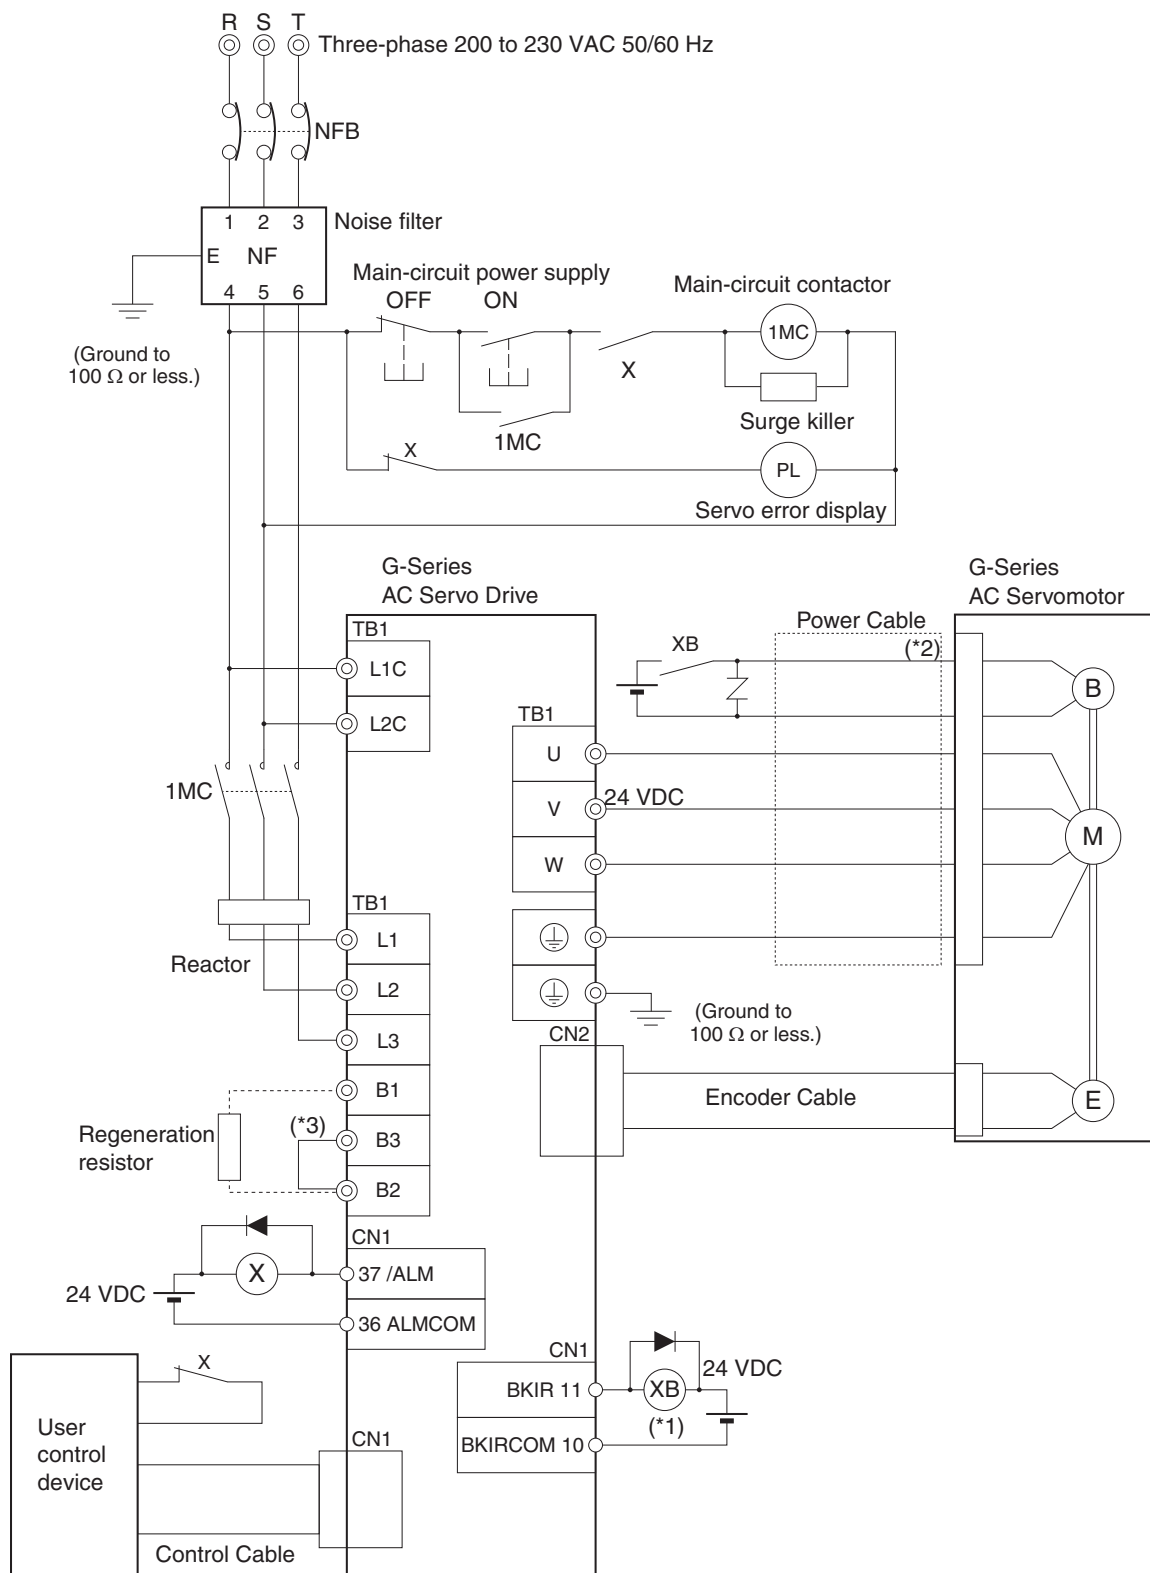 R S T
Three-phase 200 to 230 VAC 50/60 Hz
NFB
1 2 3
Noise filter
E NF
4 5 6
(Ground to
100 Ω or less.)
Main-circuit power supply
OFF ON
Main-circuit contactor
1MC
X
Surge killer
1MC
X
PL
Servo error display
G-Series
AC Servo Drive
G-Series
AC Servomotor
TB1
L1C
L2C
Power Cable
XB
(*2)
B
TB1
U
V
24 VDC
W
M
1MC
TB1
L1
Reactor
L2
L3
(Ground to
100 Ω or less.)
CN2
Encoder Cable
E
B1
Regeneration
resistor
(*3)
B3
B2
CN1
X
37 /ALM
24 VDC
36 ALMCOM
CN1
24 VDC
BKIR 11
XB
(*1)
BKIRCOM 10
X
User
control
device
CN1
Control Cable